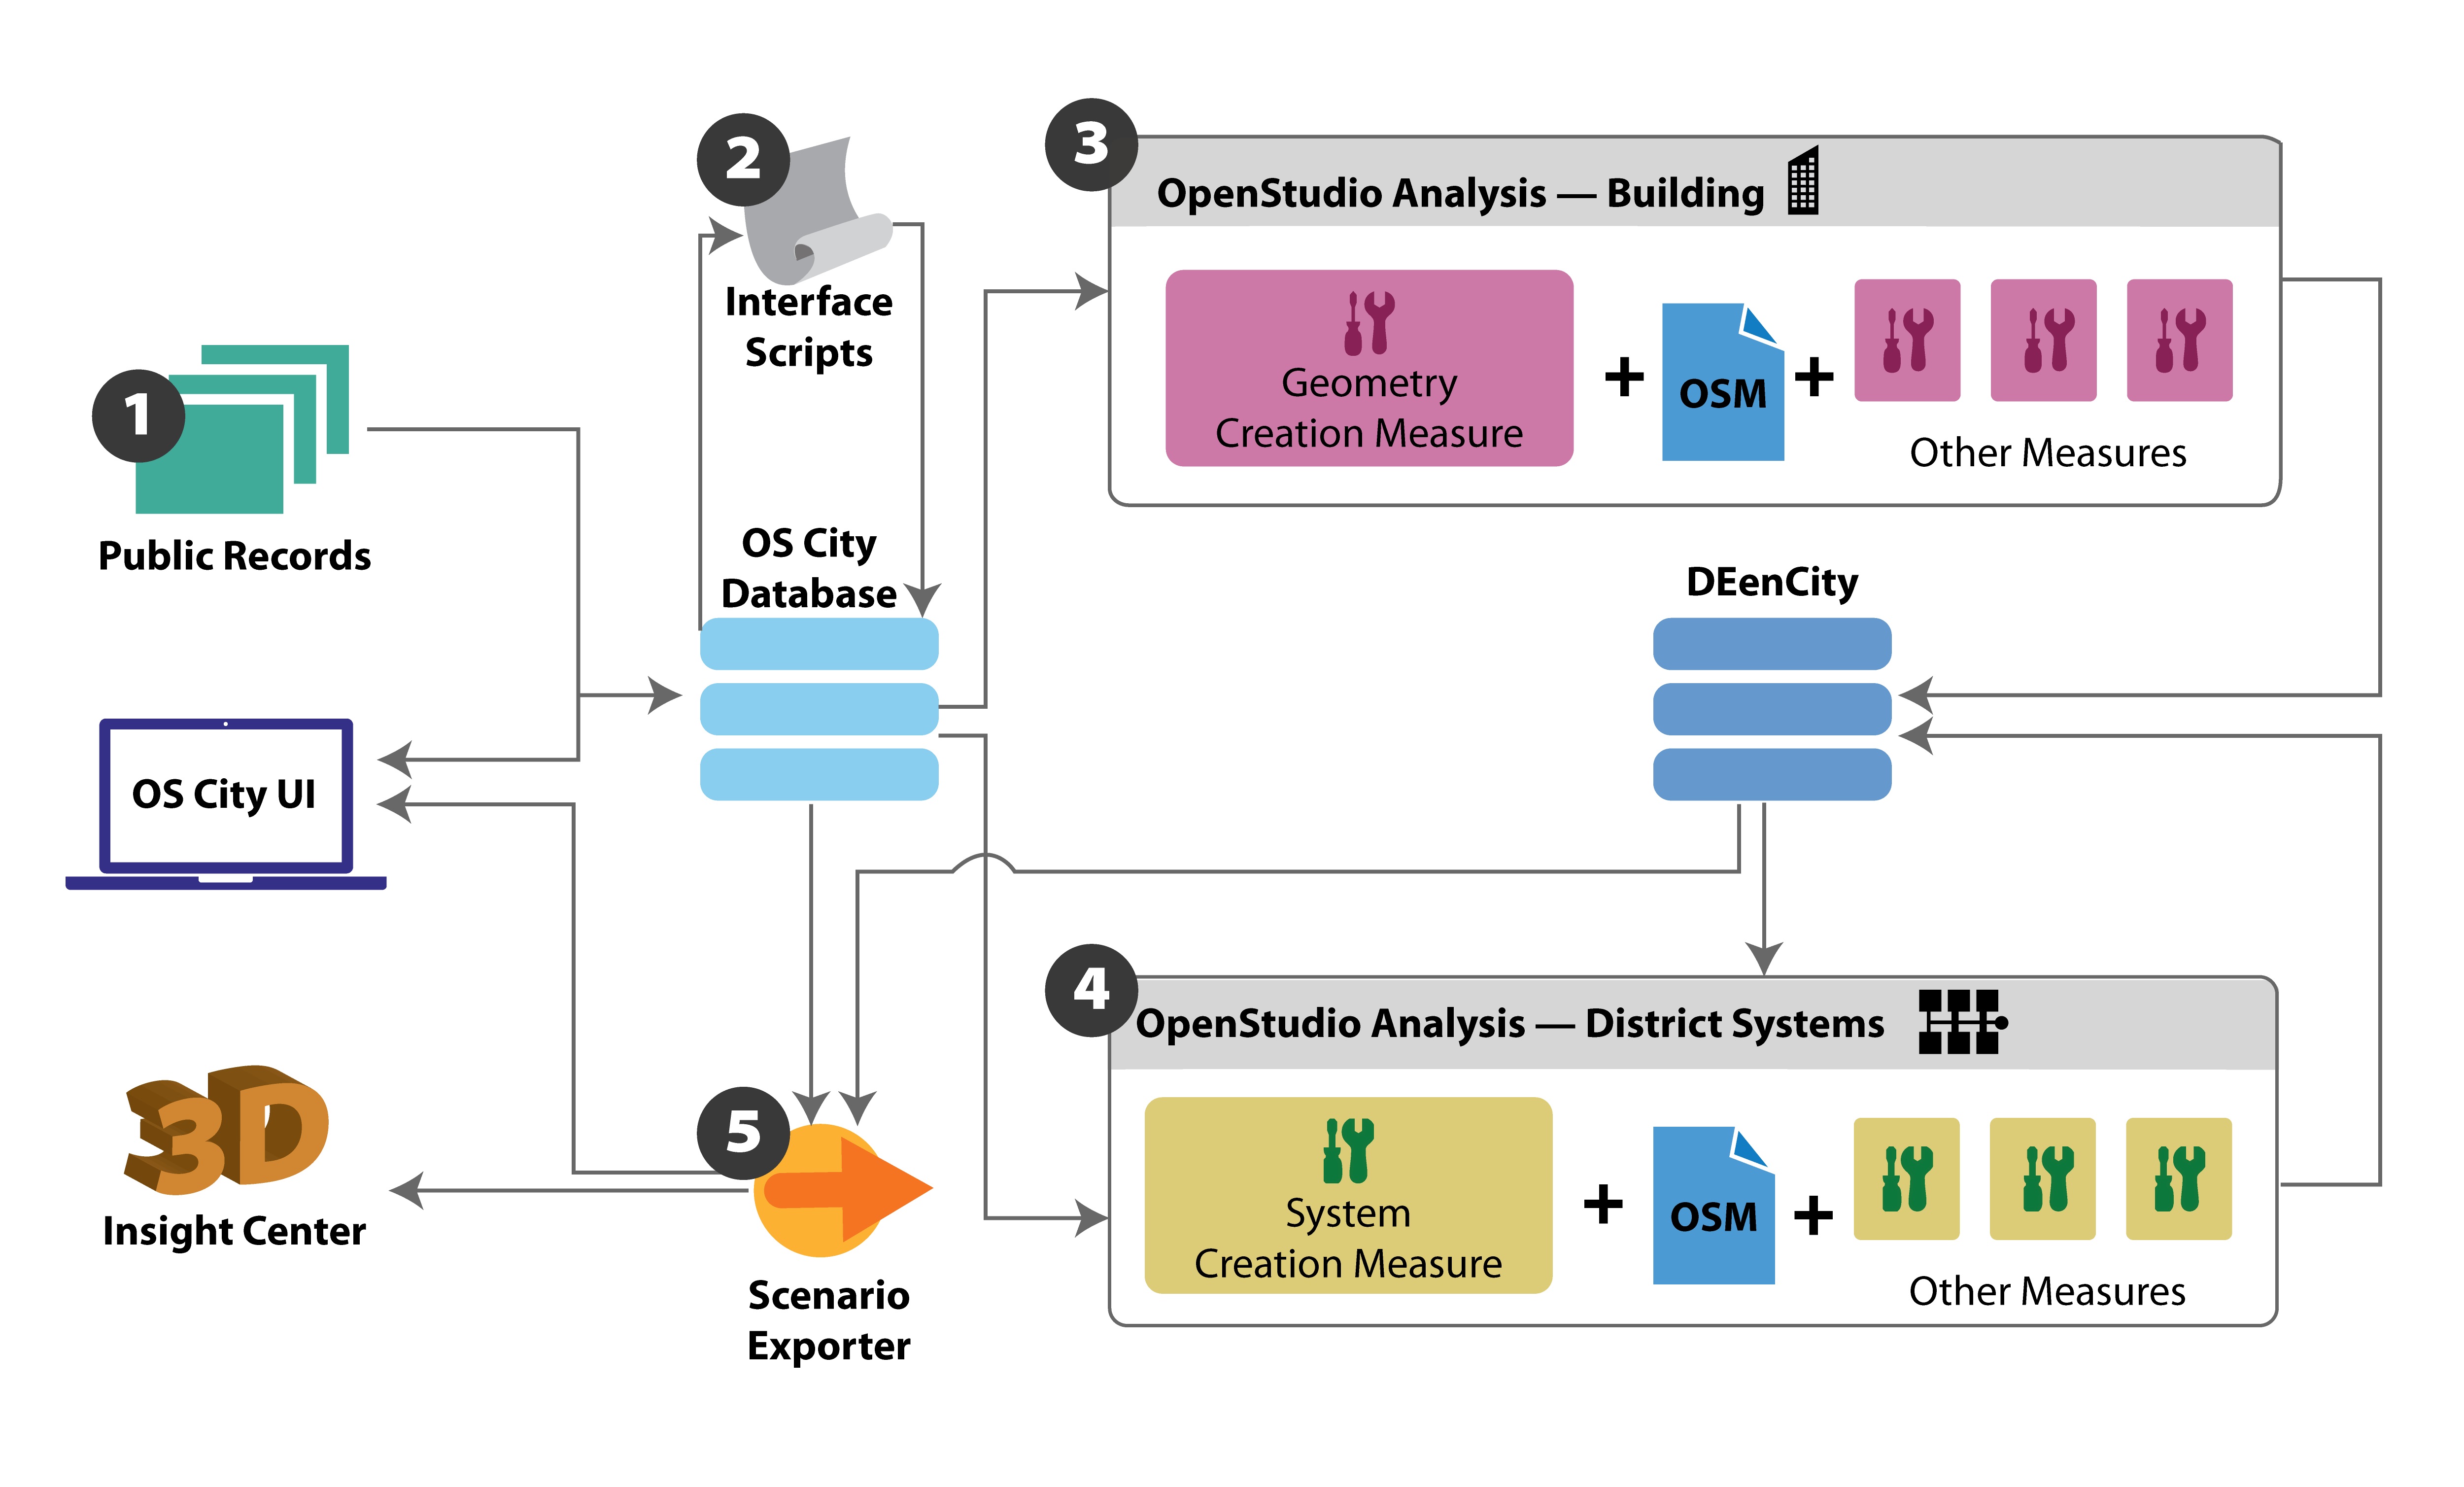 1
Public Records
OS City UI
3D
Insight Center
2
Interface
Scripts
OS City
Database
5
Scenario
Exporter
3
OpenStudio Analysis — Building
Geometry
Creation Measure
+
OSM
+
Other Measures
DEenCity
4
OpenStudio Analysis — District Systems
System
Creation Measure
+
OSM
+
Other Measures